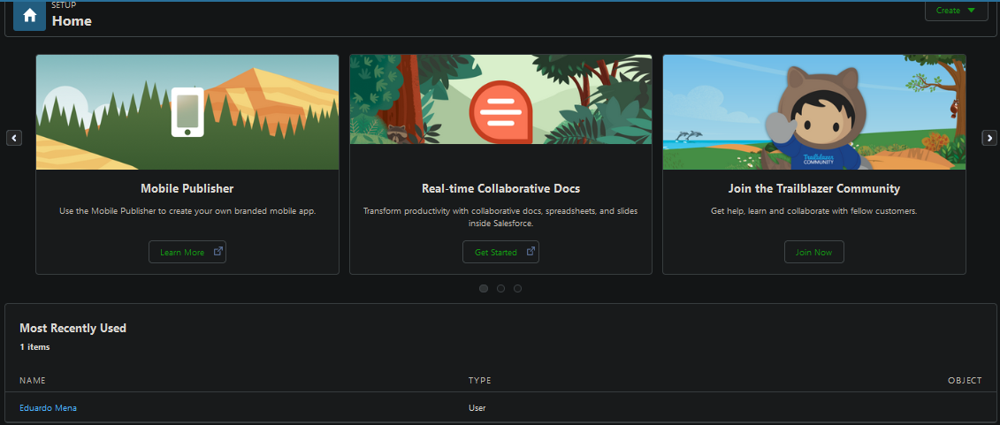 SETUP
Home
Create
Mobile Publisher
Use the Mobile Publisher to create your own branded mobile app.
Learn More
Real-time Collaborative Docs
Transform productivity with collaborative docs, spreadsheets, and slides
inside Salesforce.
Get Started
Trailblazer
COMMUNITY
Join the Trailblazer Community
Get help, learn and collaborate with fellow customers.
Join Now
Most Recently Used
1 items
NAME TYPE OBJECT
Eduardo Mena User